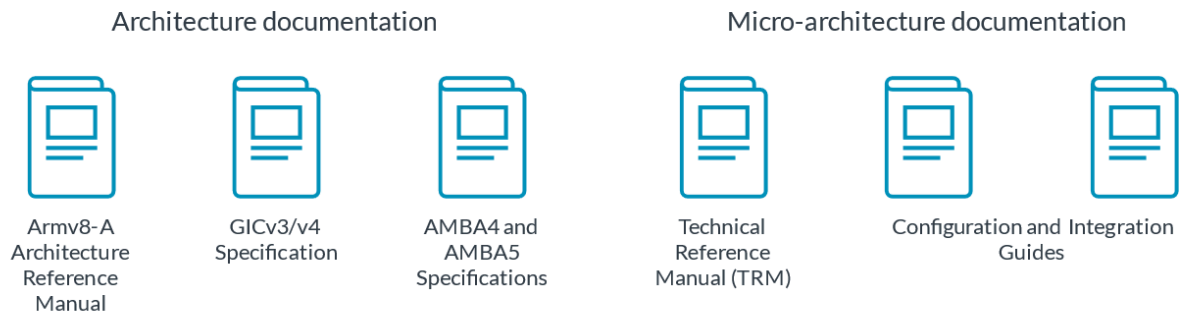 Architecture documentation
Micro-architecture documentation
Armv8-A
Architecture
Reference
Manual
GICv3/v4
Specification
AMBA4 and
AMBA5
Specifications
Technical
Reference
Manual (TRM)
Configuration and Integration
Guides